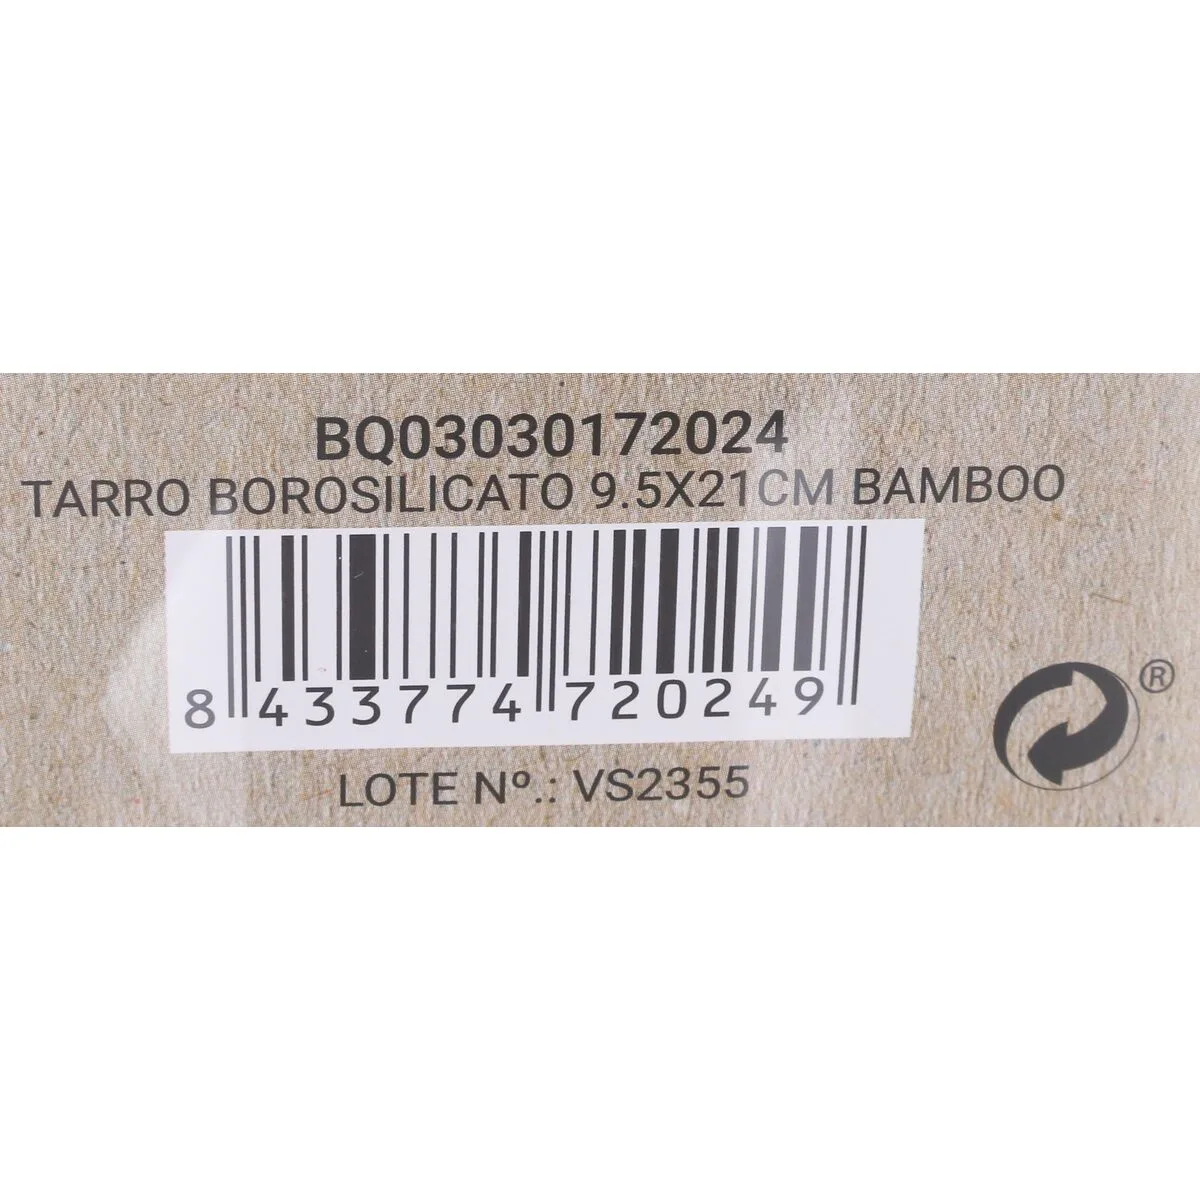 BQ03030172024
TARRO BOROSILICATO 9.5X21CM BAMBOO
8 433774 720249
®
LOTE Nº.: VS2355